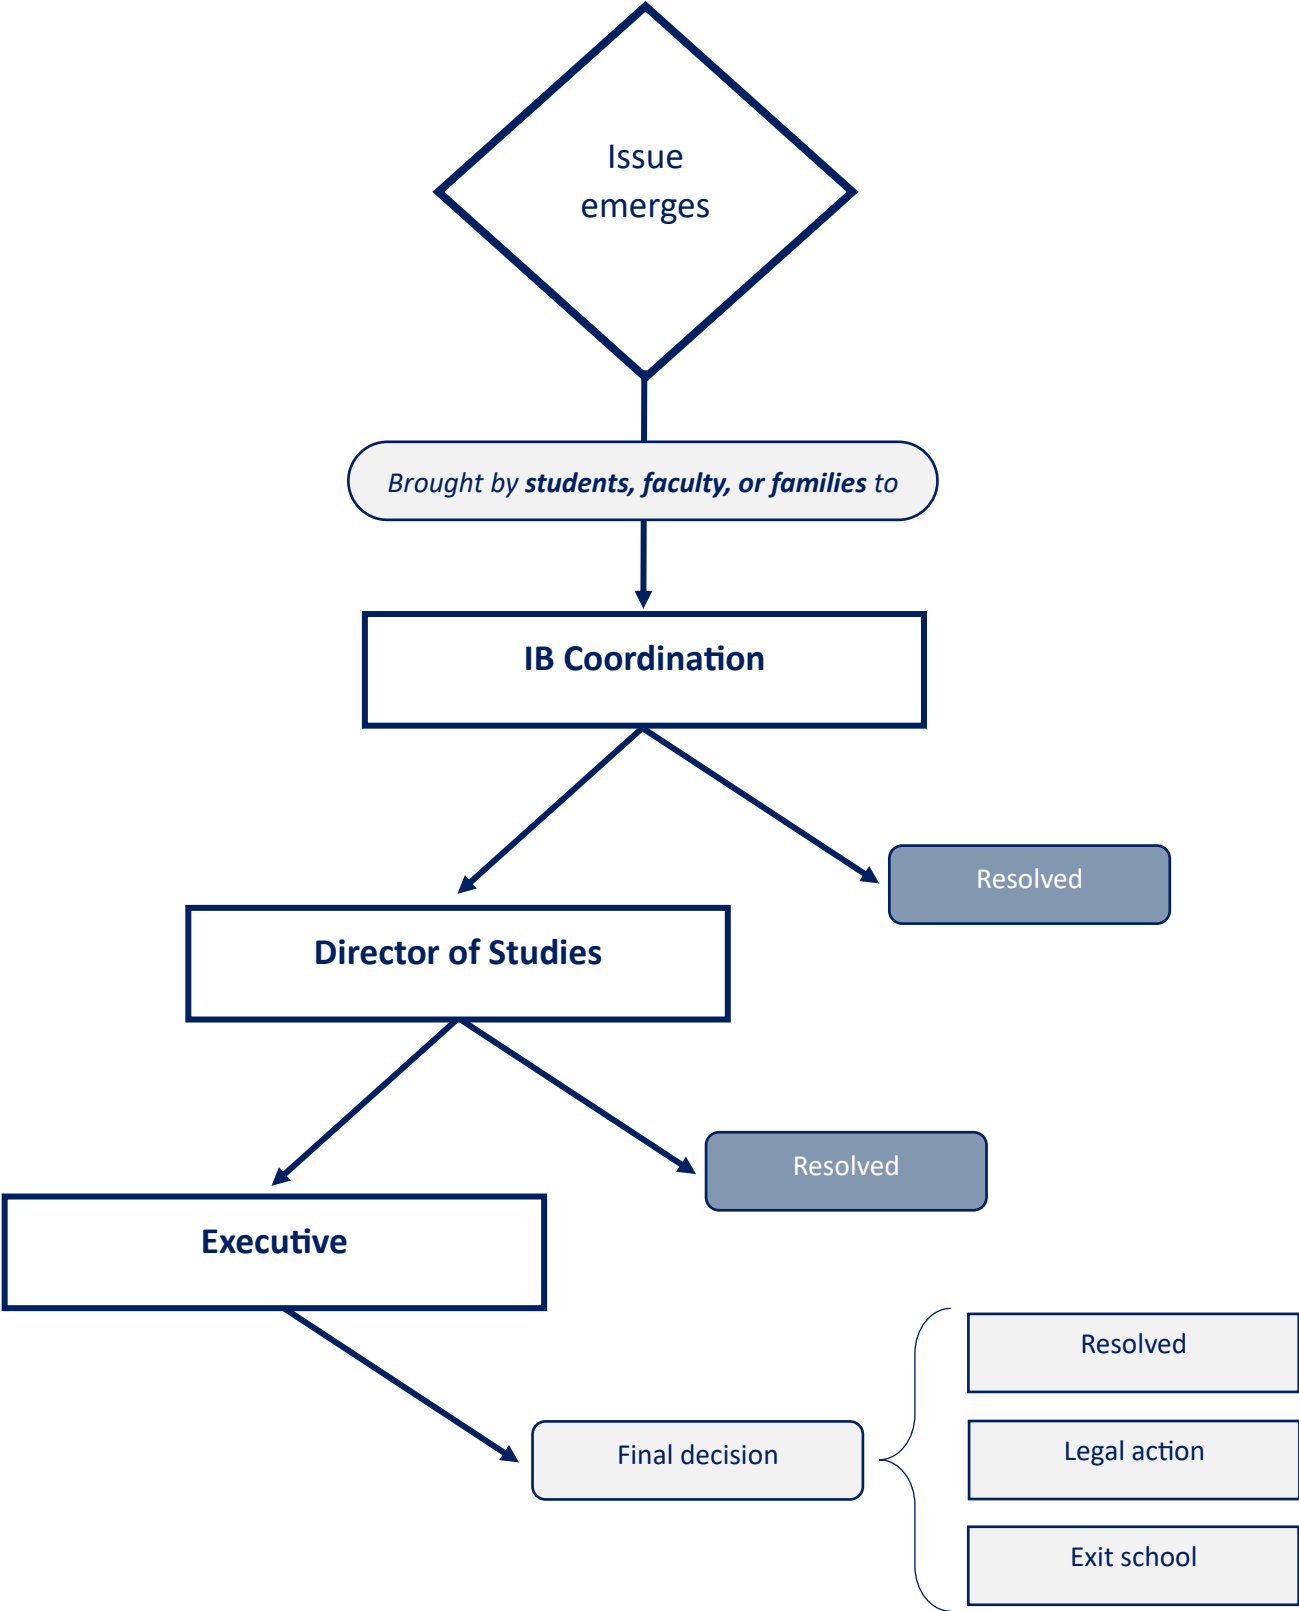 Issue
emerges
Brought by students, faculty, or families to
IB Coordination
Resolved
Director of Studies
Resolved
Executive
Resolved
Final decision
Legal action
Exit school